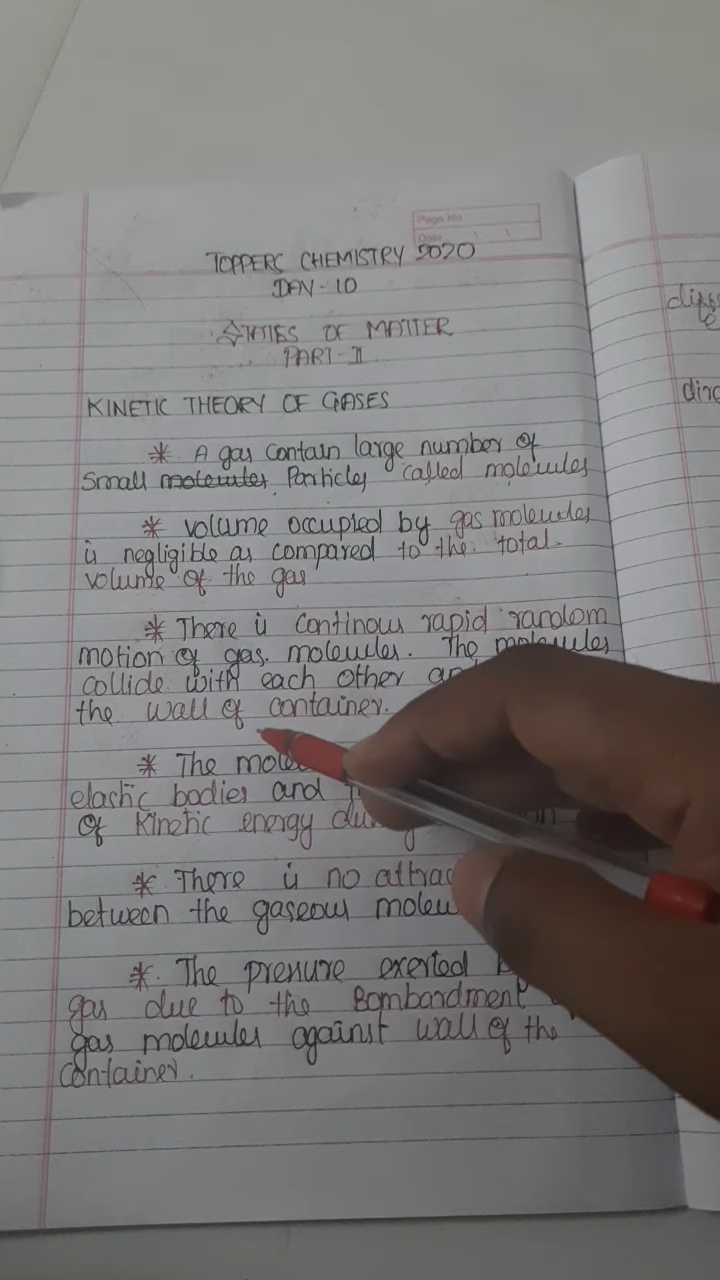 Page No
Date
TOPPERS CHEMISTRY 2020
DAY-10
STATES OF MATTER
PART-II
KINETIC THEORY OF GASES
* A gas contain large number of
small molecules Particles called molecules
* volume occupied by gas molecules
is negligible as compared to the total
volume of the gas
* There is continous rapid random
motion of gas. molecules. The molecules
collide with each other
the wall of container.
* The
elastic bodies and
of kinetic energy
* There is no
between the gaseous
*. The pressure exerted
gas due to the Bombardment
gas molecules against wall of the
container.